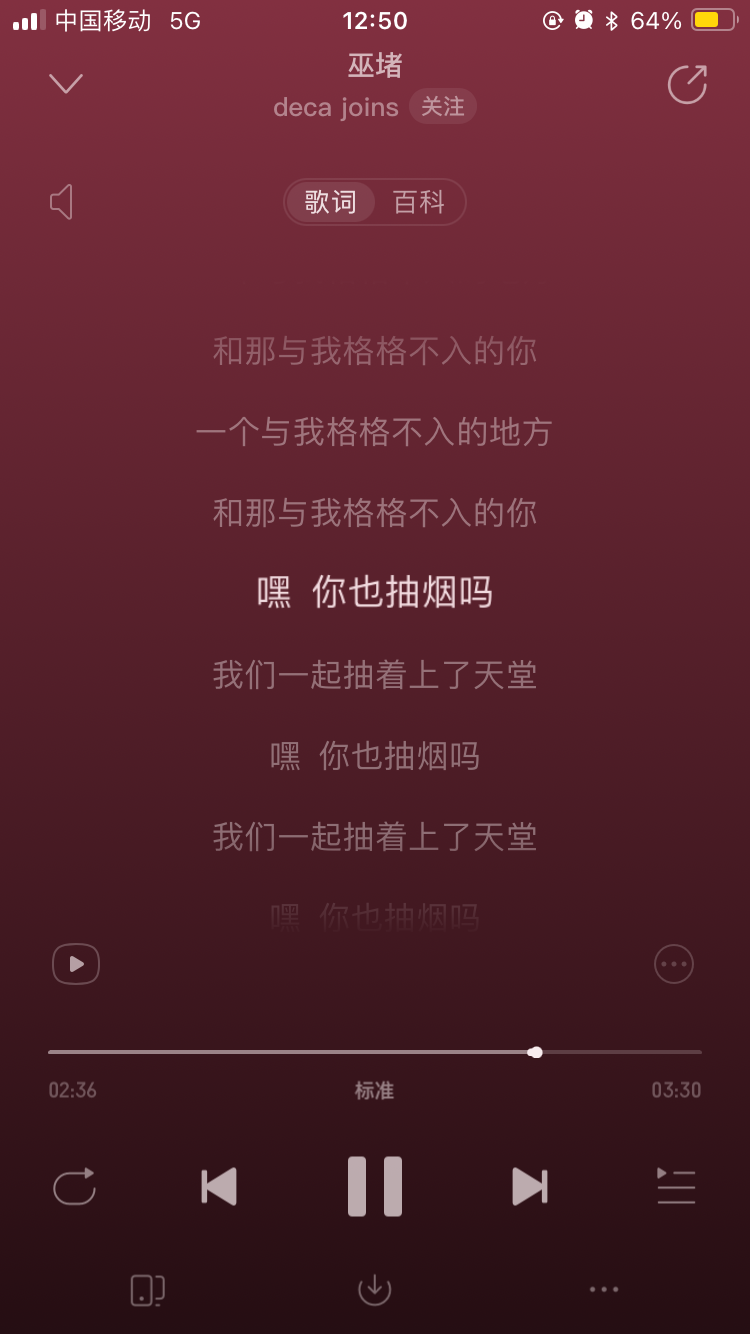 中国移动 5G 12:50 64%
巫堵
deca joins 关注
歌词 百科
和那与我格格不入的你
一个与我格格不入的地方
和那与我格格不入的你
嘿 你也抽烟吗
我们一起抽着上了天堂
嘿 你也抽烟吗
我们一起抽着上了天堂
嘿 你也抽烟吗
02:36 标准 03:30